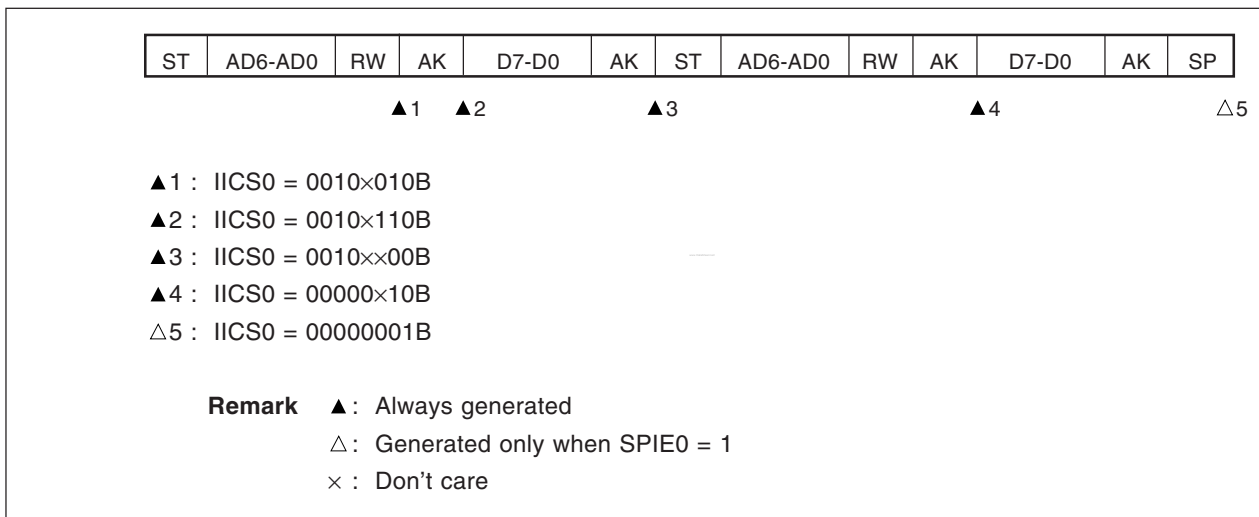 ST AD6-AD0 RW AK D7-D0 AK ST AD6-AD0 RW AK D7-D0 AK SP
▲1 ▲2 ▲3 ▲4 △5
▲1 : IICS0 = 0010×010B
▲2 : IICS0 = 0010×110B
▲3 : IICS0 = 0010××00B
▲4 : IICS0 = 00000×10B
△5 : IICS0 = 00000001B
Remark ▲: Always generated
△: Generated only when SPIE0 = 1
× : Don't care